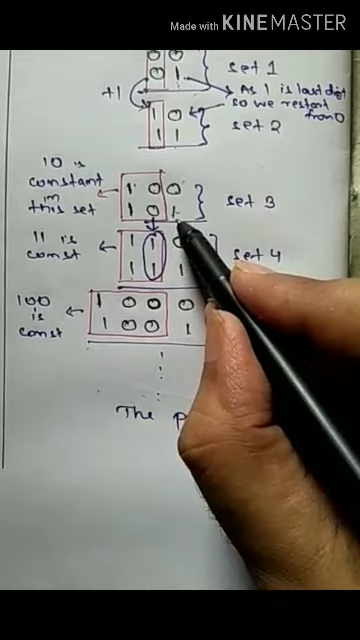 Made with KINEMASTER
0 0
0 1 } set 1
+1 → As 1 is last digit
so we restart from 0
1 0
1 1 } set 2
10 is constant in this set ←
1 0 0
1 0 1 } set 3
11 is const ←
1 1 0
1 1 1 } set 4
100 is const ←
1 0 0 0
1 0 0 1
The p